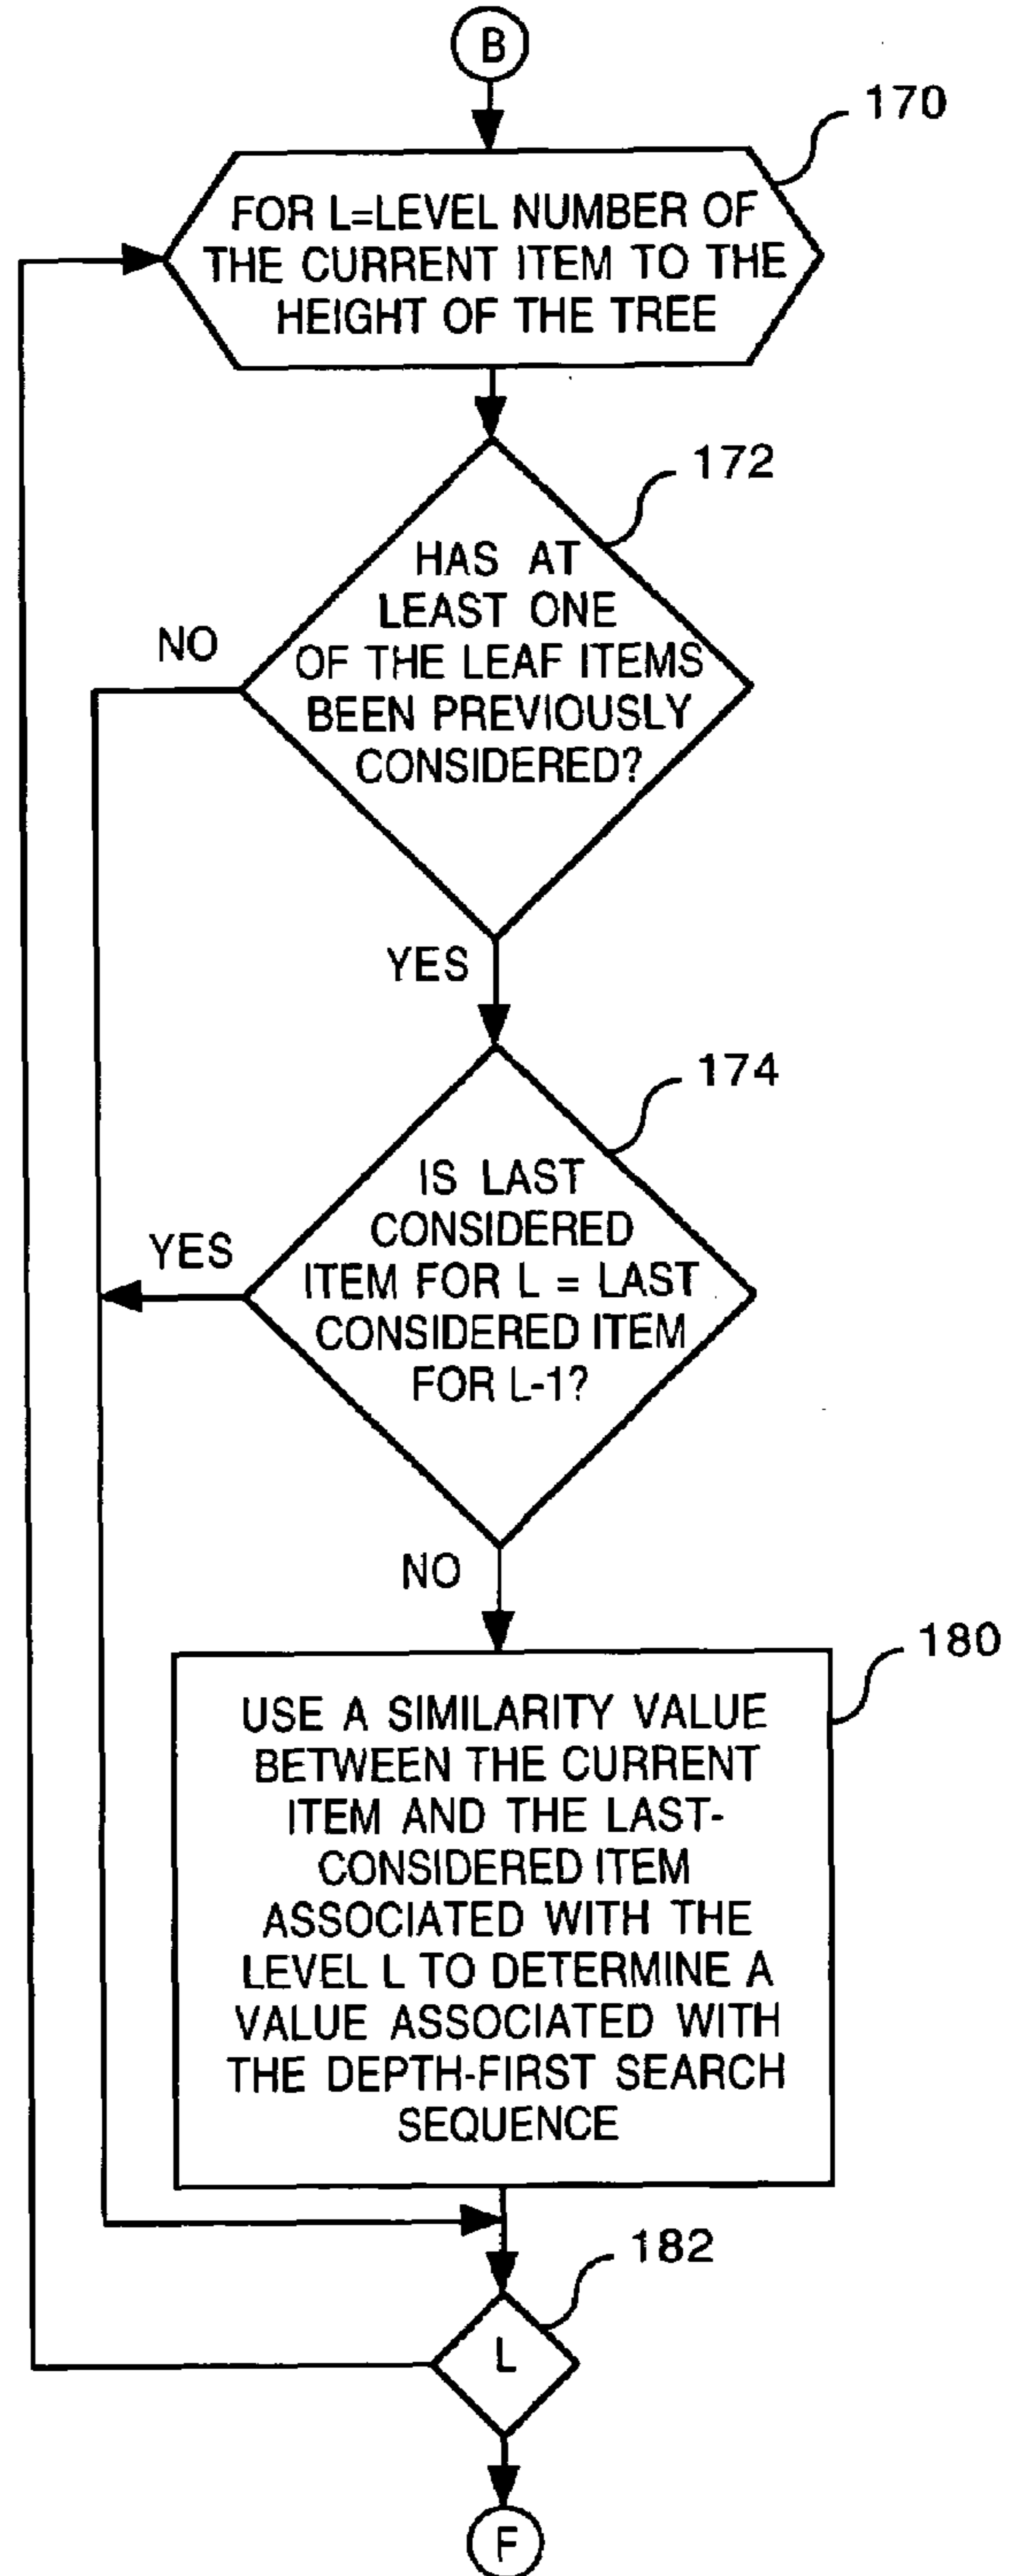 B
170
FOR L=LEVEL NUMBER OF
THE CURRENT ITEM TO THE
HEIGHT OF THE TREE
172
HAS AT
LEAST ONE
OF THE LEAF ITEMS
BEEN PREVIOUSLY
CONSIDERED?
NO
YES
174
IS LAST
CONSIDERED
ITEM FOR L = LAST
CONSIDERED ITEM
FOR L-1?
YES
NO
180
USE A SIMILARITY VALUE
BETWEEN THE CURRENT
ITEM AND THE LAST-
CONSIDERED ITEM
ASSOCIATED WITH THE
LEVEL L TO DETERMINE A
VALUE ASSOCIATED WITH
THE DEPTH-FIRST SEARCH
SEQUENCE
182
L
F